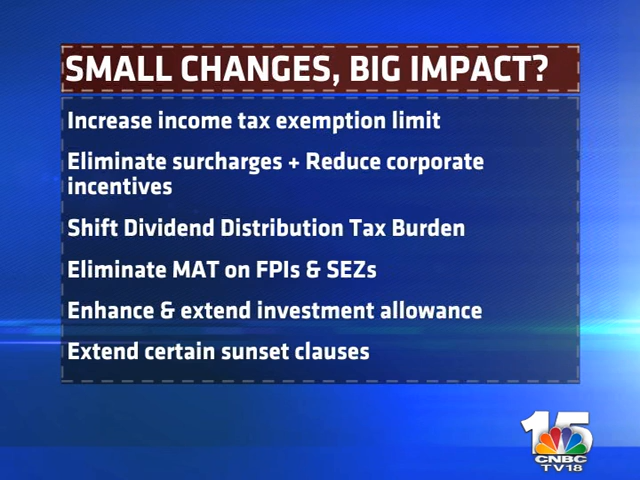 SMALL CHANGES, BIG IMPACT?
Increase income tax exemption limit
Eliminate surcharges + Reduce corporate
incentives
Shift Dividend Distribution Tax Burden
Eliminate MAT on FPIs & SEZs
Enhance & extend investment allowance
Extend certain sunset clauses
15
CNBC
TV18